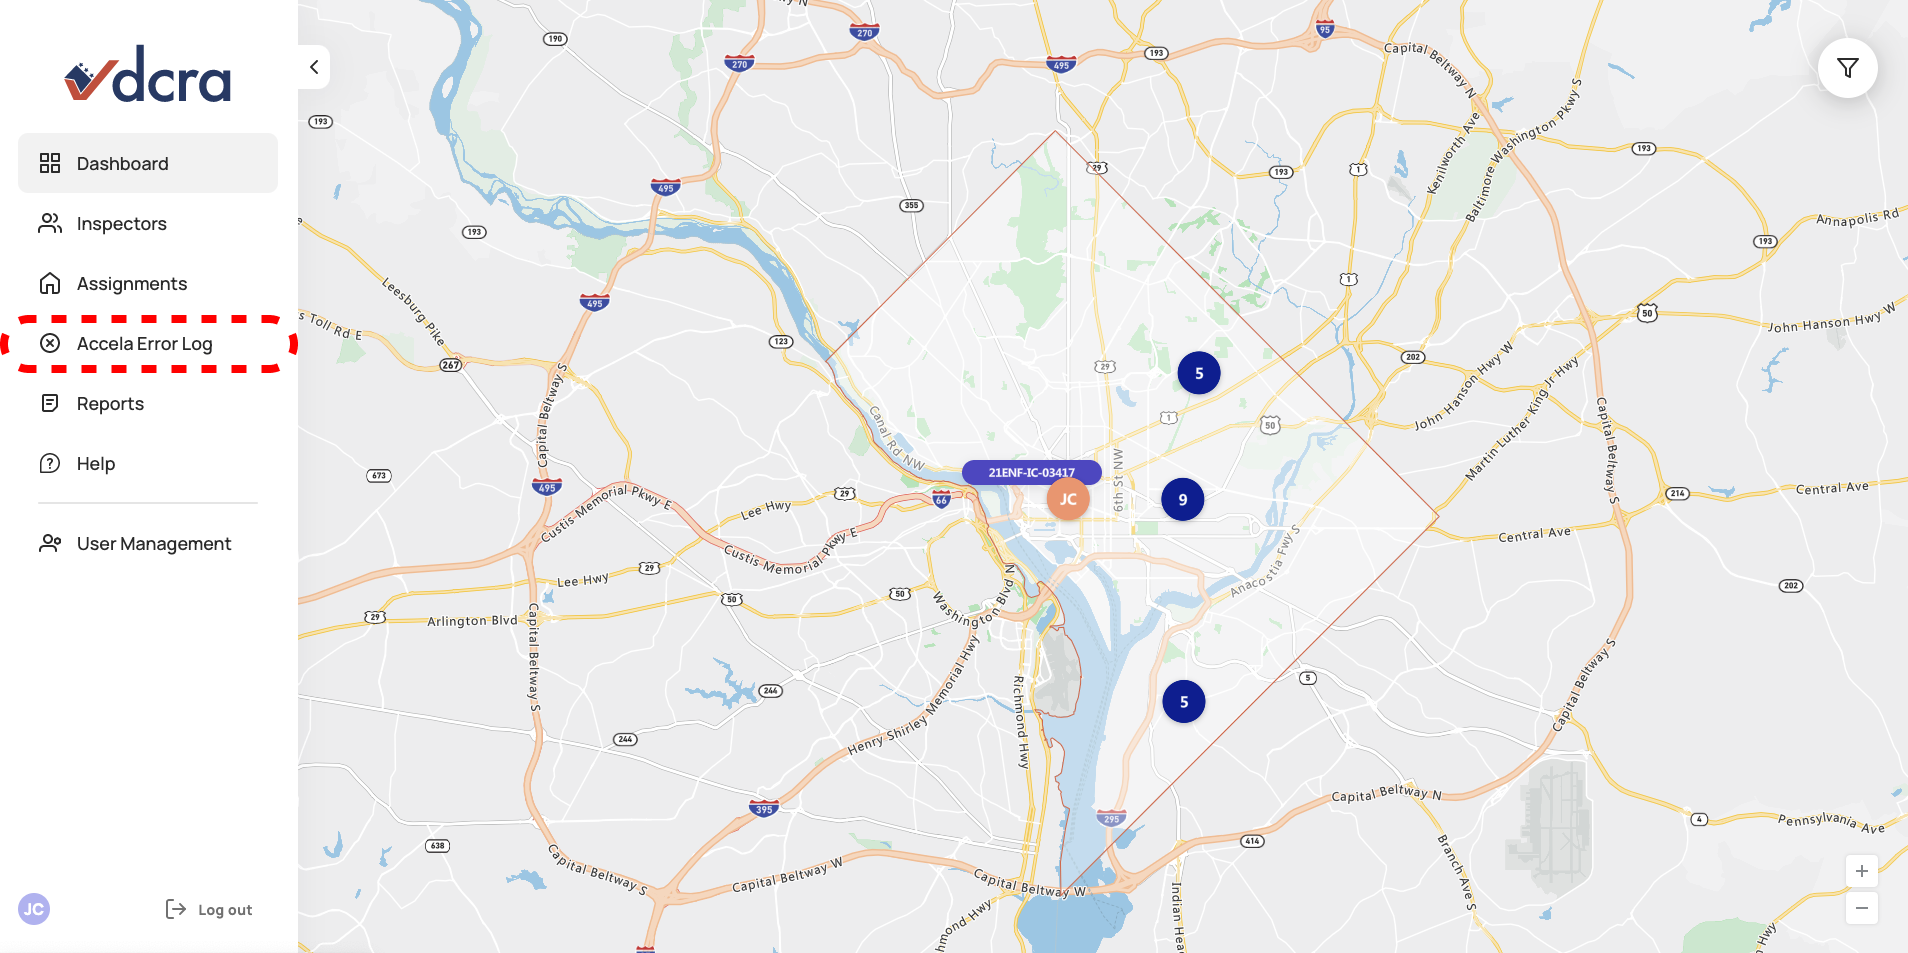 dcra
Dashboard
Inspectors
Assignments
Accela Error Log
Reports
Help
User Management
JC
Log out
190
270
270
495
193
95
Capital Beltway N
193
Kenilworth Ave
Baltimore Washington Pkwy S
193
29
193
1
495
355
193
Annapolis Rd
193
Leesburg Pike
495
1
s Toll Rd E
50
John Hanson Hwy W
123
202
John Hanson Hwy W
267
29
5
Martin Luther King Jr Hwy
Capital Beltway S
Capital Beltway S
Canal Rd NW
1
50
673
21ENF-IC-03417
6th St NW
495
Custis Memorial Pkwy E
29
Lee Hwy
66
JC
9
214
Central Ave
Central Ave
Custis Memorial Pkwy E
Anacostia Fwy S
Lee Hwy
29
50
50
Washington Blvd N
202
29
Arlington Blvd
Capital Beltway S
5
Capital Beltway S
244
Richmond Hwy
Henry Shirley Memorial Hwy
5
244
395
295
Capital Beltway N
4
Pennsylvania Ave
638
414
Branch Ave S
Capital Beltway S
Capital Beltway W
Capital Beltway W
Indian Hea
hmond Hwy
Hwy